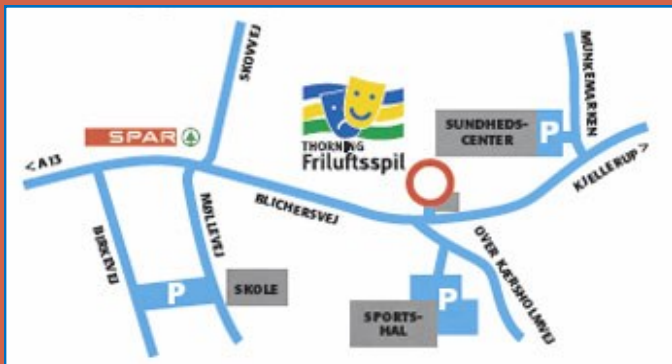 SKOVVEJ
MUNKEMARKEN
SPAR
THORNING
Friluftsspil
SUNDHEDS-
CENTER
P
< A13
KJELLERUP >
BLICHERSVEJ
BIRKEVEJ
MØLLEVEJ
OVER KÆRSHOLMVEJ
P
SKOLE
SPORTS-
HAL
P